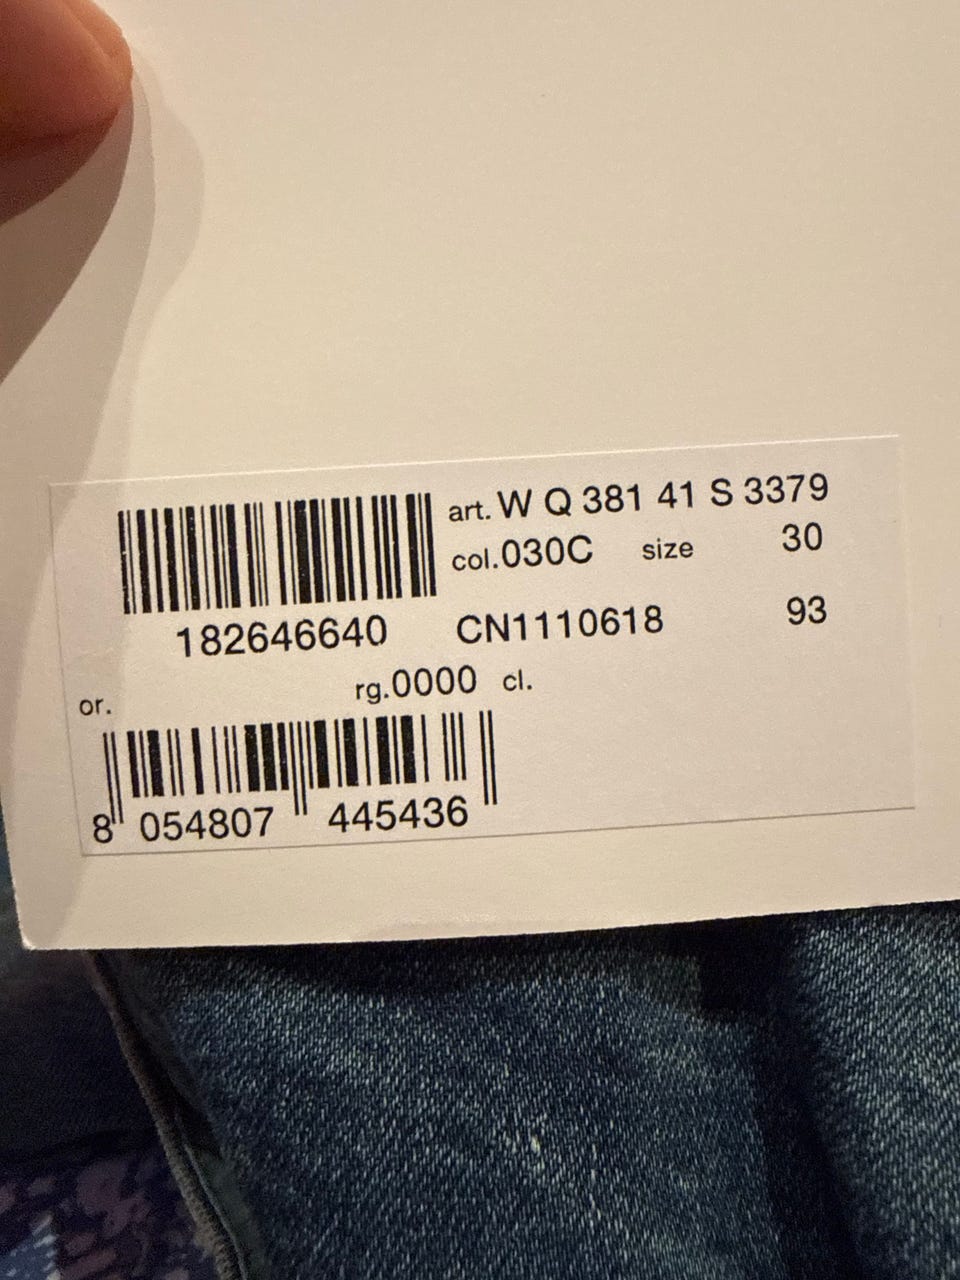 art. W Q 381 41 S 3379
col.030C size 30
182646640 CN1110618 93
or. rg.0000 cl.
8 054807 445436